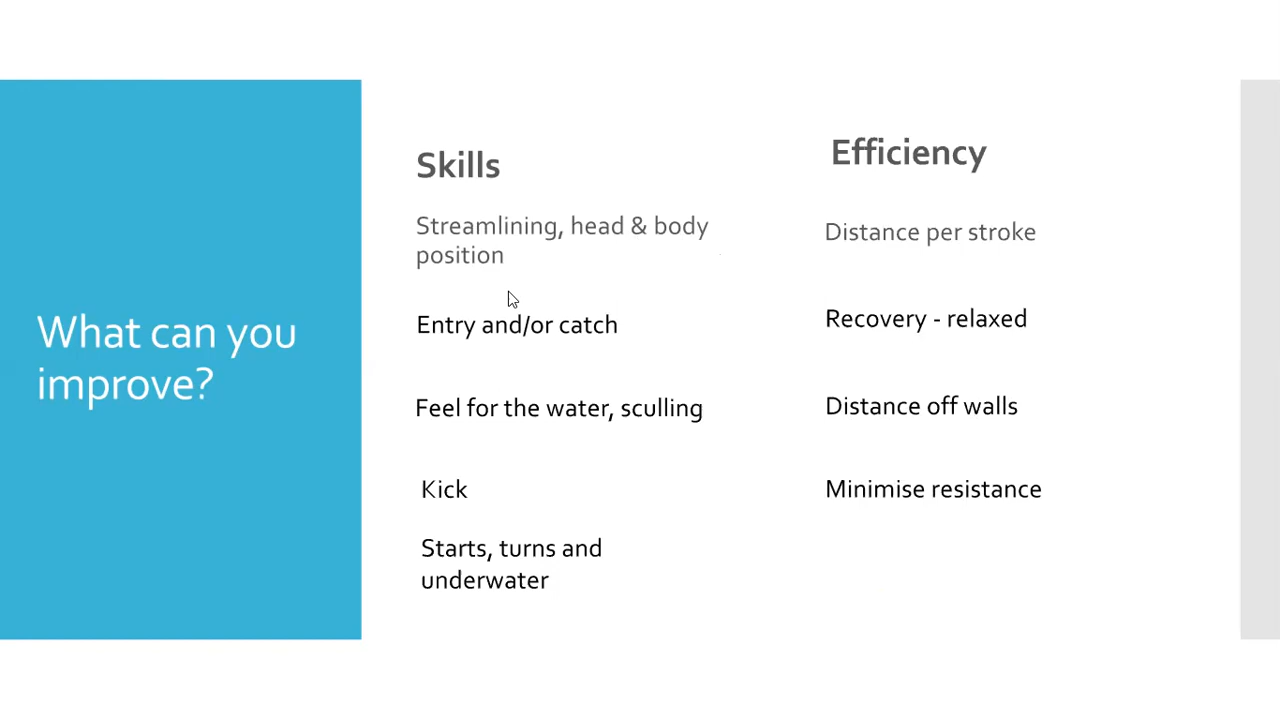 What can you
improve?
Skills
Streamlining, head & body
position
Entry and/or catch
Feel for the water, sculling
Kick
Starts, turns and
underwater
Efficiency
Distance per stroke
Recovery - relaxed
Distance off walls
Minimise resistance